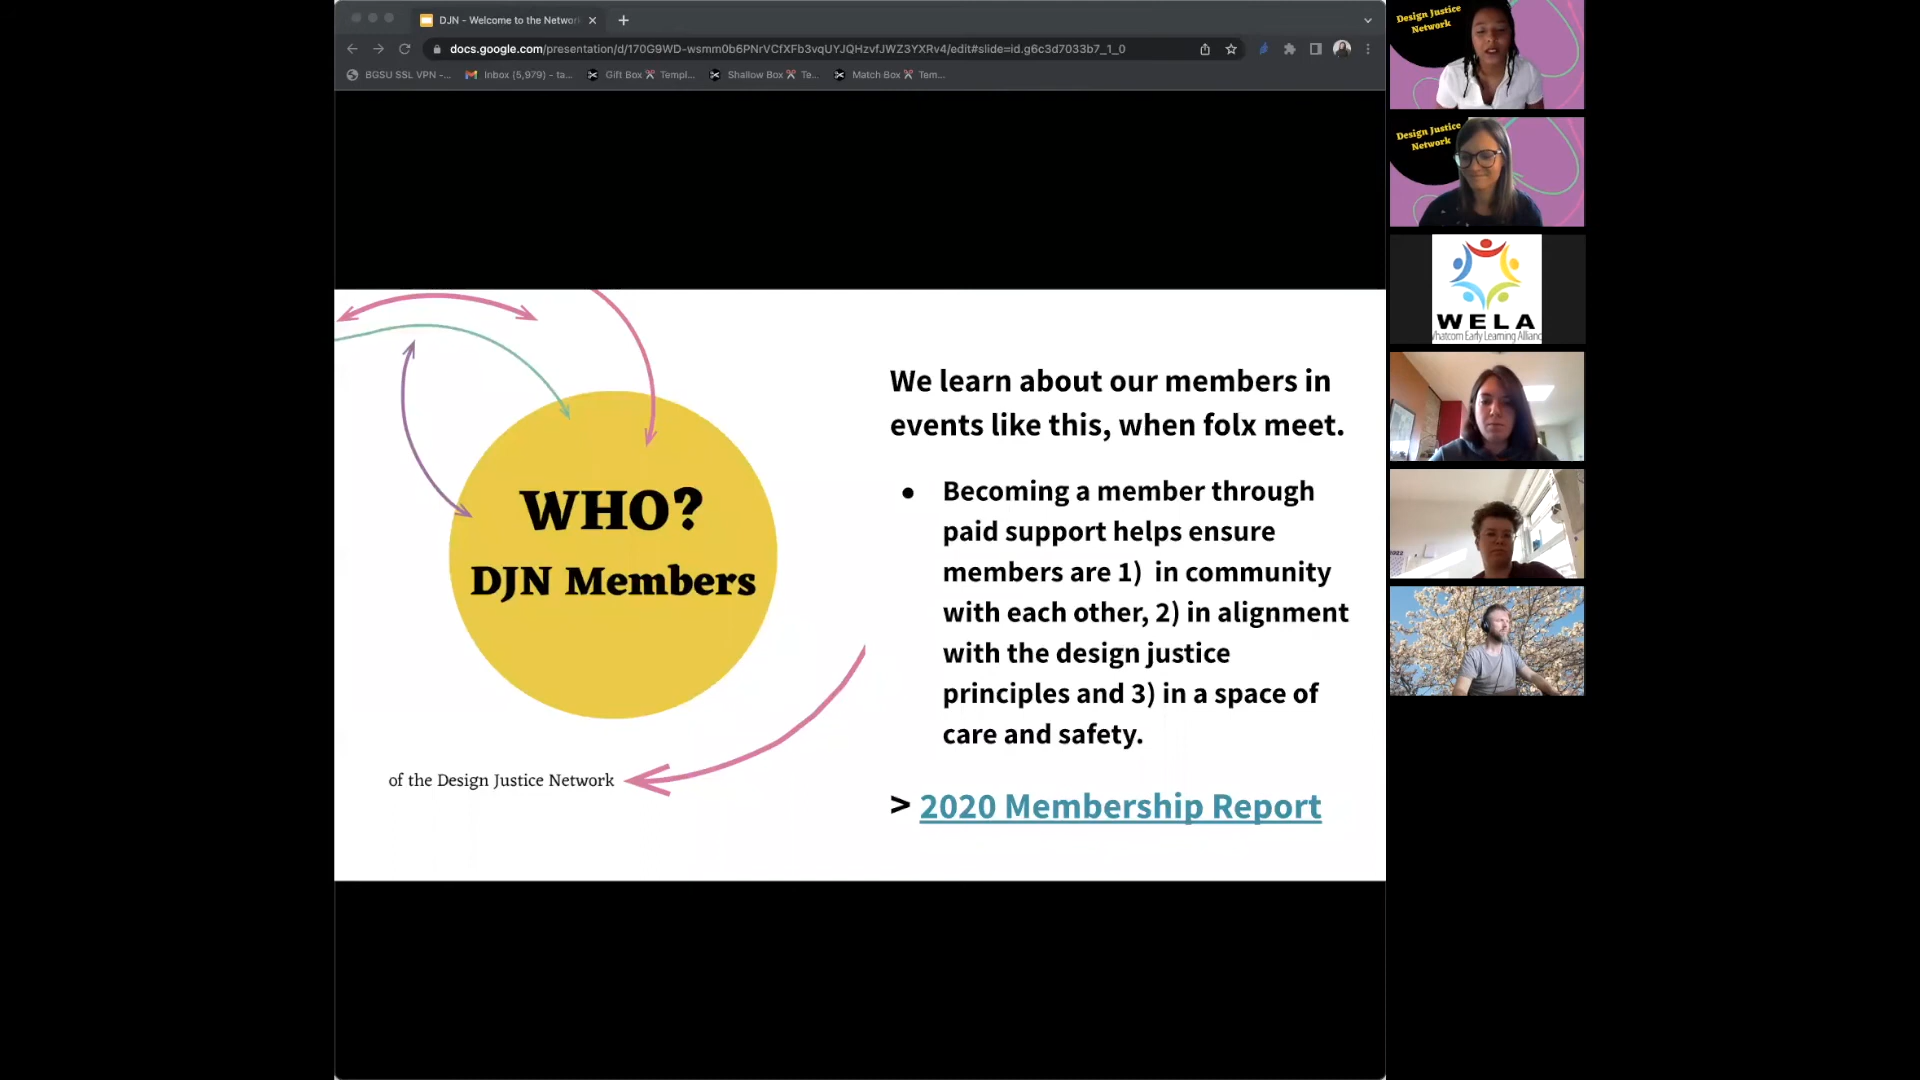 DJN - Welcome to the Networ
docs.google.com/presentation/d/170G9WD-wsmm0b6PNrVCfXFb3vqUYJQHzvfJWZ3YXRv4/edit#slide=id.g6c3d7033b7_1_0
BGSU SSL VPN -... Inbox (5,979) - ta... Gift Box ✂ Templ... Shallow Box ✂ Te... Match Box ✂ Tem...
WHO?
DJN Members
of the Design Justice Network
We learn about our members in
events like this, when folx meet.
● Becoming a member through
paid support helps ensure
members are 1) in community
with each other, 2) in alignment
with the design justice
principles and 3) in a space of
care and safety.
> 2020 Membership Report
Design Justice
Network
Design Justice
Network
WELA
Whatcom Early Learning Alliance